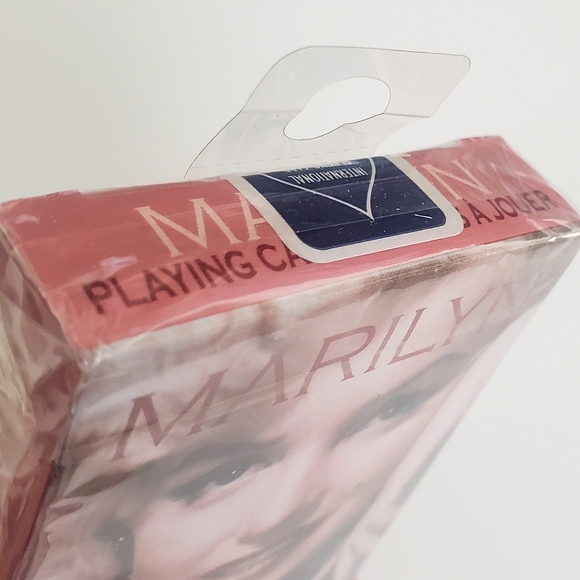 INTERNATIONAL
PLAYING CA
S À JOUER
MARILYN